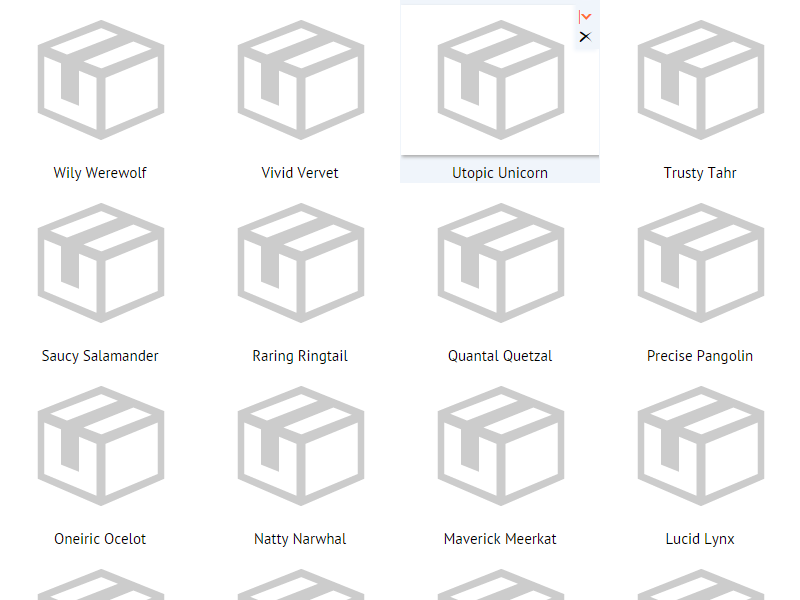 Wily Werewolf
Vivid Vervet
Utopic Unicorn
Trusty Tahr
Saucy Salamander
Raring Ringtail
Quantal Quetzal
Precise Pangolin
Oneiric Ocelot
Natty Narwhal
Maverick Meerkat
Lucid Lynx